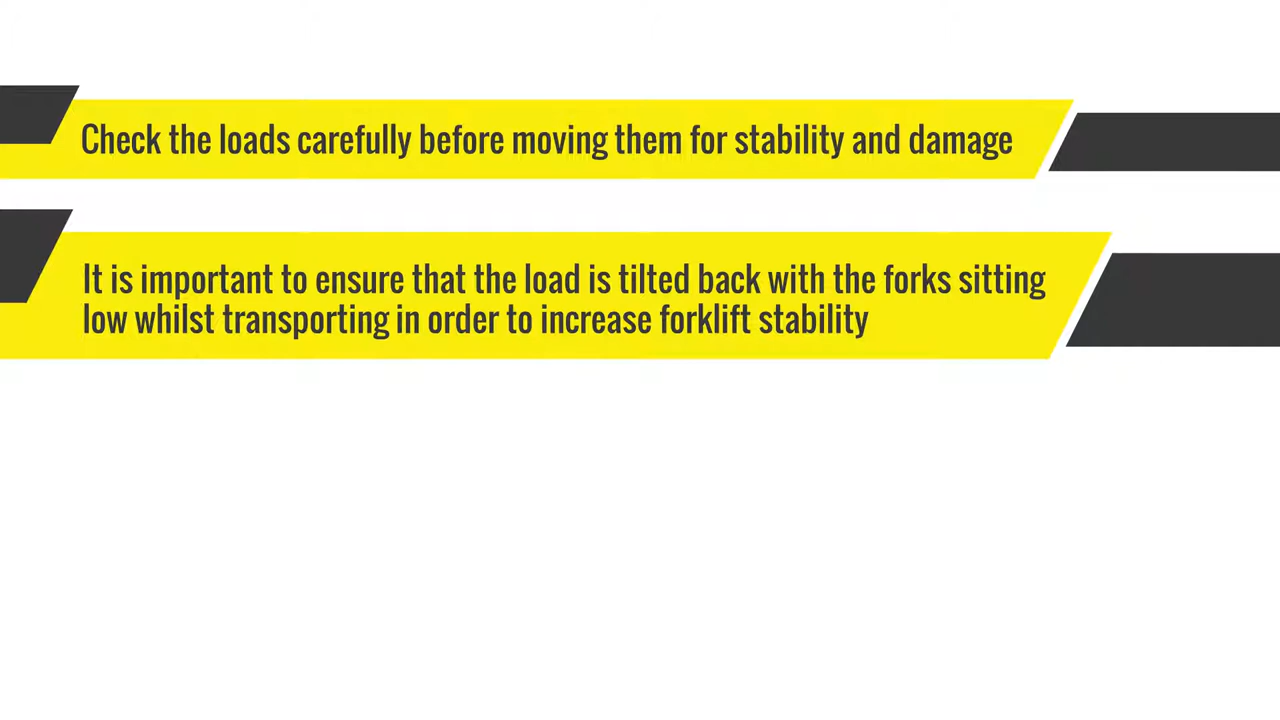 Check the loads carefully before moving them for stability and damage
It is important to ensure that the load is tilted back with the forks sitting
low whilst transporting in order to increase forklift stability